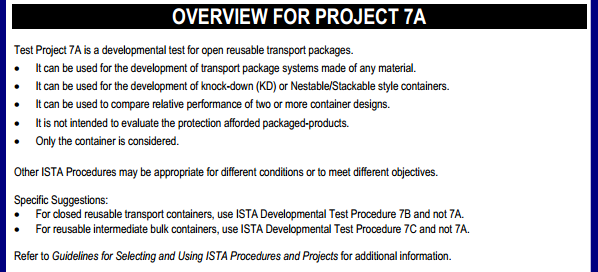 OVERVIEW FOR PROJECT 7A
Test Project 7A is a developmental test for open reusable transport packages.
• It can be used for the development of transport package systems made of any material.
• It can be used for the development of knock-down (KD) or Nestable/Stackable style containers.
• It can be used to compare relative performance of two or more container designs.
• It is not intended to evaluate the protection afforded packaged-products.
• Only the container is considered.
Other ISTA Procedures may be appropriate for different conditions or to meet different objectives.
Specific Suggestions:
• For closed reusable transport containers, use ISTA Developmental Test Procedure 7B and not 7A.
• For reusable intermediate bulk containers, use ISTA Developmental Test Procedure 7C and not 7A.
Refer to Guidelines for Selecting and Using ISTA Procedures and Projects for additional information.